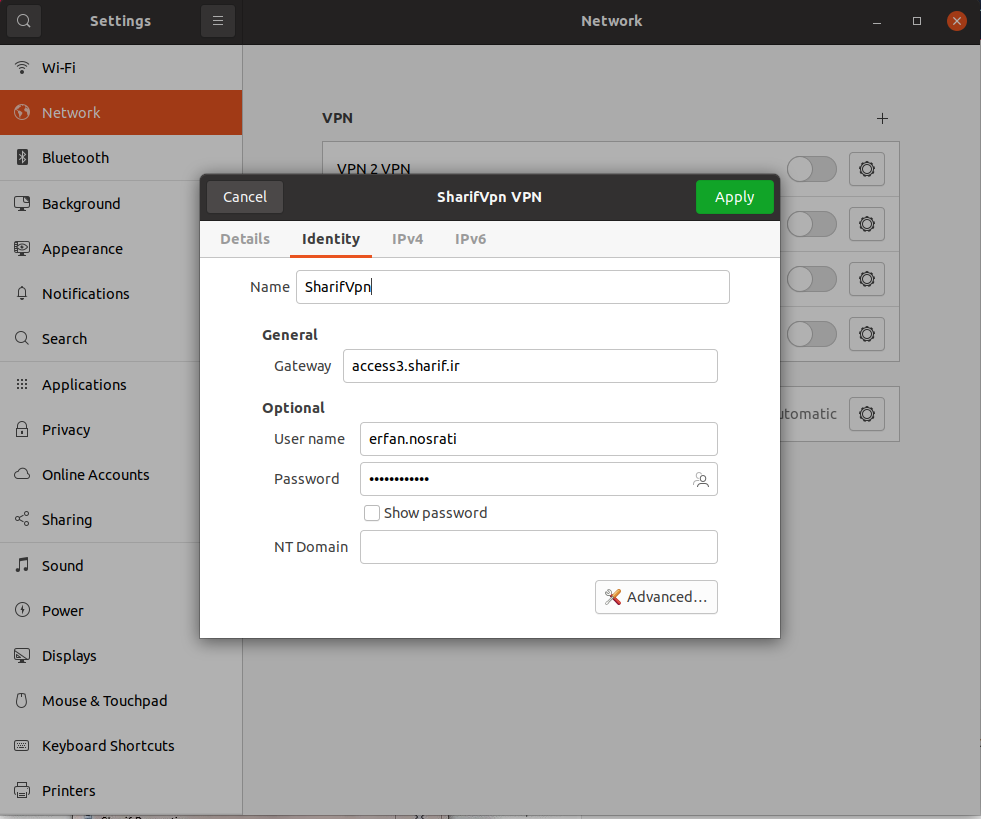 Settings
Network
Wi-Fi
Network
Bluetooth
Background
Appearance
Notifications
Search
Applications
Privacy
Online Accounts
Sharing
Sound
Power
Displays
Mouse & Touchpad
Keyboard Shortcuts
Printers
VPN
VPN 2 VPN
Cancel
SharifVpn VPN
Apply
Details
Identity
IPv4
IPv6
Name
SharifVpn
General
Gateway
access3.sharif.ir
Optional
User name
erfan.nosrati
Password
••••••••••••
Show password
NT Domain
Advanced...
utomatic